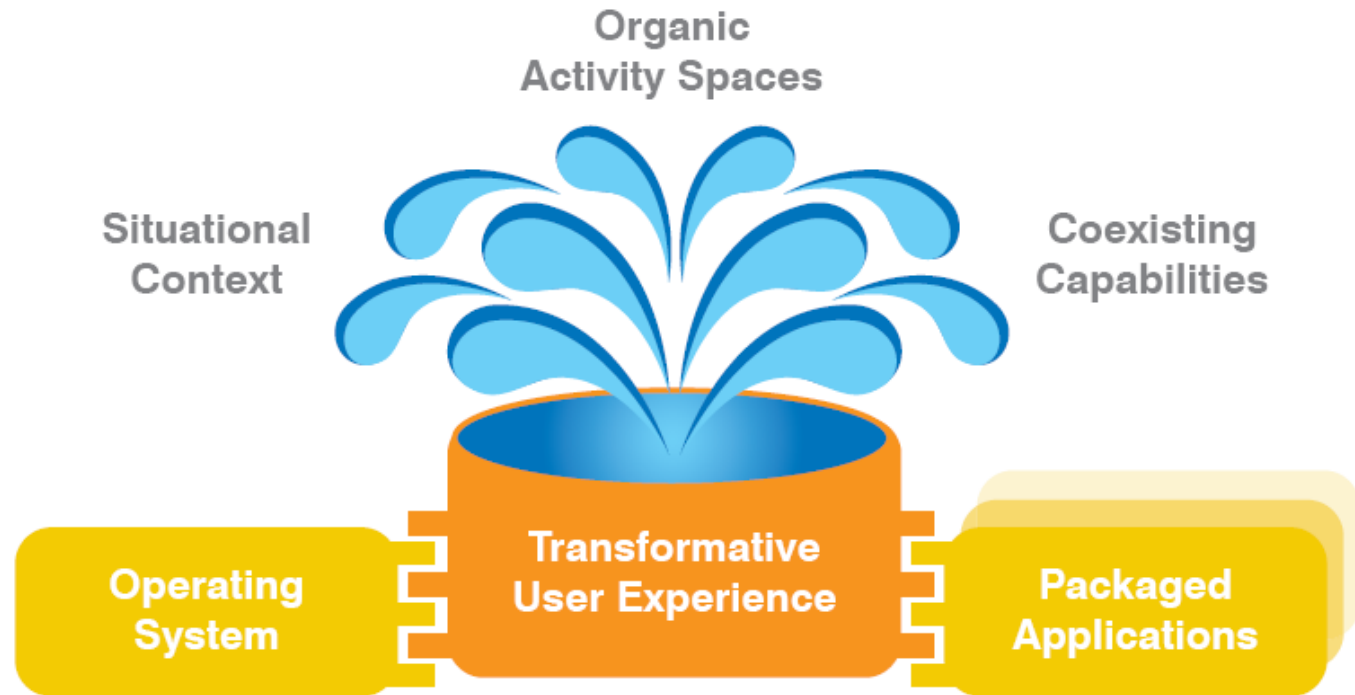 Organic
Activity Spaces
Situational
Context
Coexisting
Capabilities
Transformative
User Experience
Operating
System
Packaged
Applications